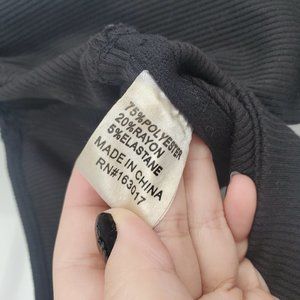 75%POLYESTER
20%RAYON
5%ELASTANE
MADE IN CHINA
RN#163017